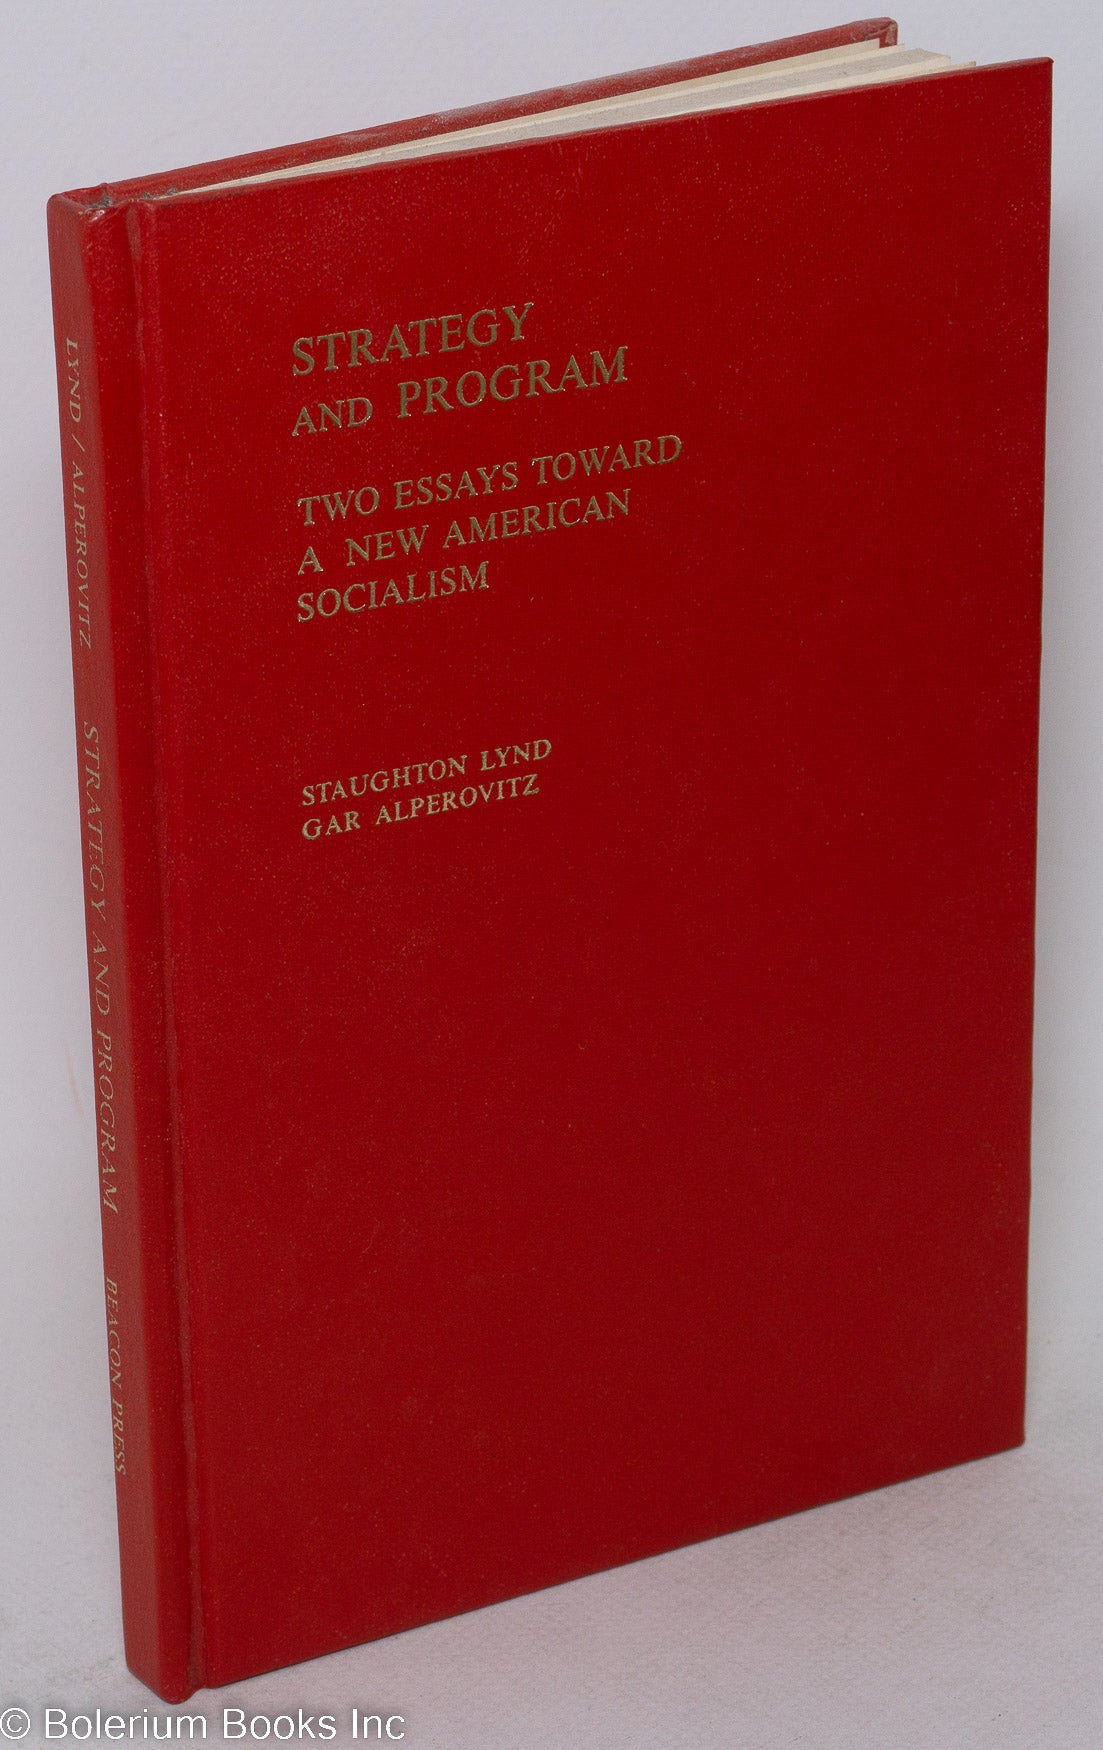 STRATEGY
AND PROGRAM
TWO ESSAYS TOWARD
A NEW AMERICAN
SOCIALISM
STAUGHTON LYND
GAR ALPEROVITZ
LYND / ALPEROVITZ STRATEGY AND PROGRAM BEACON PRESS
© Bolerium Books Inc